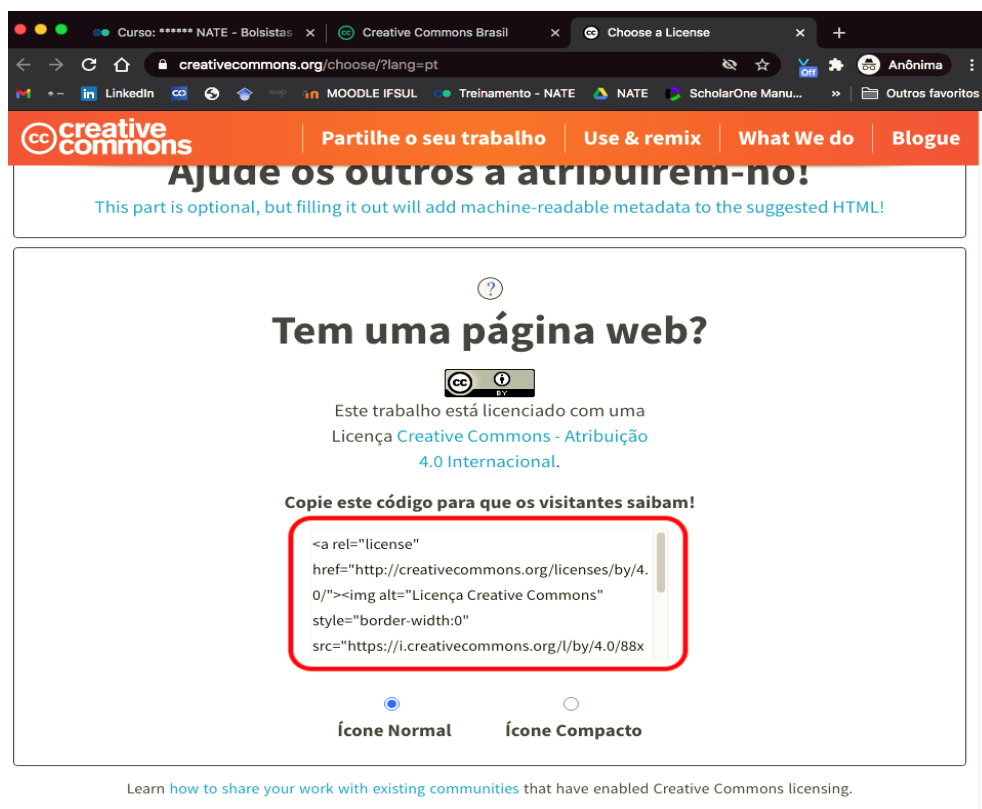 Curso: ****** NATE - Bolsistas
Creative Commons Brasil
Choose a License
creativecommons.org/choose/?lang=pt
Off
Anônima
LinkedIn
suap
MOODLE IFSUL
Treinamento - NATE
NATE
ScholarOne Manu...
»
Outros favoritos
cc creative commons
Partilhe o seu trabalho
Use & remix
What We do
Blogue
Ajude os outros a atribuírem-no!
This part is optional, but filling it out will add machine-readable metadata to the suggested HTML!
?
Tem uma página web?
cc BY
Este trabalho está licenciado com uma
Licença Creative Commons - Atribuição
4.0 Internacional.
Copie este código para que os visitantes saibam!
<a rel="license"
href="http://creativecommons.org/licenses/by/4.
0/"><img alt="Licença Creative Commons"
style="border-width:0"
src="https://i.creativecommons.org/l/by/4.0/88x
Ícone Normal
Ícone Compacto
Learn how to share your work with existing communities that have enabled Creative Commons licensing.